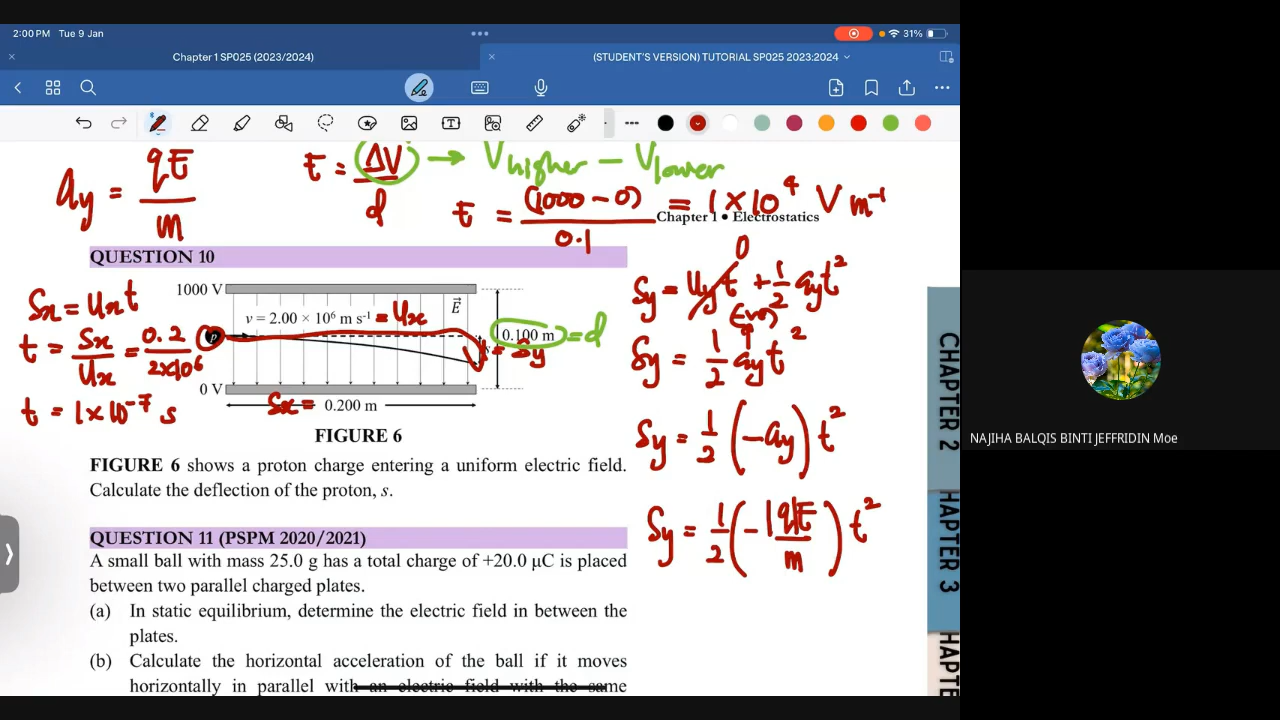 2:00 PM Tue 9 Jan
31%
Chapter 1 SP025 (2023/2024)
(STUDENT'S VERSION) TUTORIAL SP025 2023:2024
ay = qE/m
E = ΔV/d → Vhigher − Vlower
E = (1000 − 0)/0.1 = 1 × 10⁴ V m⁻¹
Chapter 1 • Electrostatics
QUESTION 10
Sx = uxt
t = Sx/ux = 0.2/2×10⁶
t = 1×10⁻⁷ s
1000 V
v = 2.00 × 10⁶ m s⁻¹ = ux
E
p
0.100 m = d
= Sy
0 V
Sx = 0.200 m
FIGURE 6
0
Sy = uyt + ½ ayt²
(-ve)
Sy = ½ ayt²
Sy = ½ (−ay) t²
Sy = ½ (−|q|E/m) t²
FIGURE 6 shows a proton charge entering a uniform electric field.
Calculate the deflection of the proton, s.
QUESTION 11 (PSPM 2020/2021)
A small ball with mass 25.0 g has a total charge of +20.0 μC is placed
between two parallel charged plates.
(a) In static equilibrium, determine the electric field in between the
plates.
(b) Calculate the horizontal acceleration of the ball if it moves
horizontally in parallel with an electric field with the same
CHAPTER 2
CHAPTER 3
HAPTE
NAJIHA BALQIS BINTI JEFFRIDIN Moe